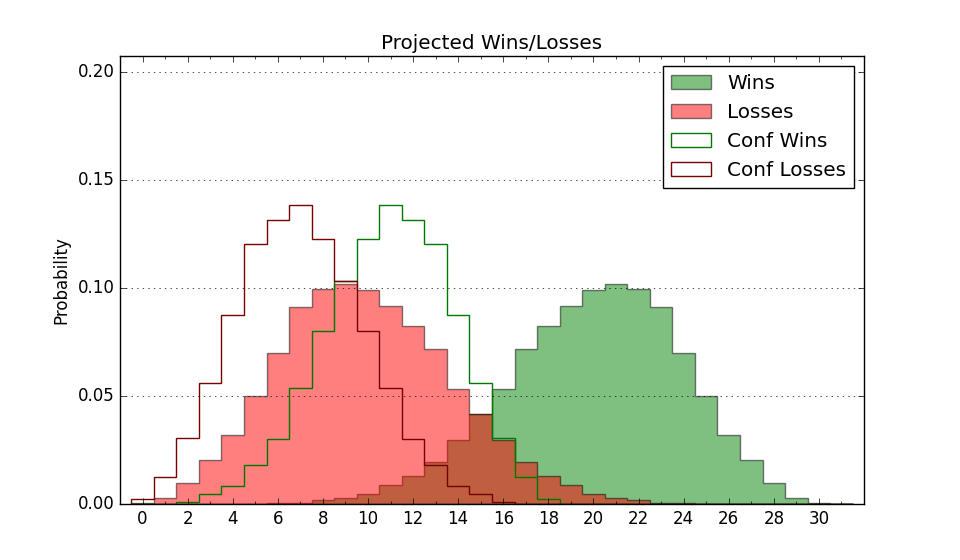 Projected Wins/Losses
0.20
0.15
0.10
0.05
0.00
Probability
Wins
Losses
Conf Wins
Conf Losses
0 2 4 6 8 10 12 14 16 18 20 22 24 26 28 30